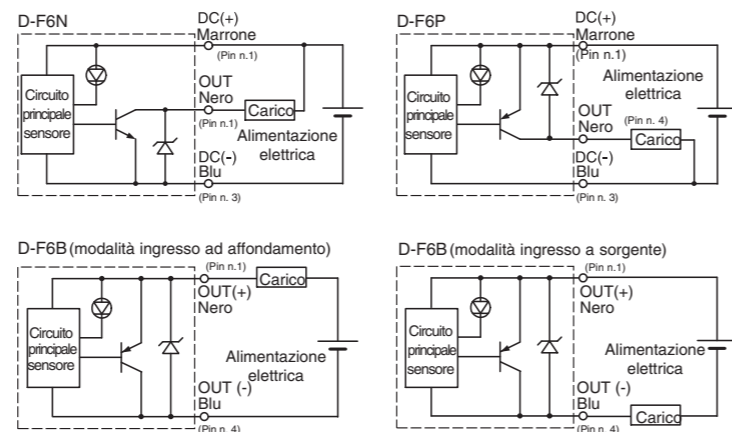 D-F6N
DC(+)
Marrone
(Pin n.1)
Circuito
principale
sensore
OUT
Nero
(Pin n.1)
Carico
Alimentazione
elettrica
DC(-)
Blu
(Pin n. 3)
D-F6P
DC(+)
Marrone
(Pin n.1)
Circuito
principale
sensore
Alimentazione
elettrica
OUT
Nero
(Pin n. 4)
Carico
DC(-)
Blu
(Pin n. 3)
D-F6B (modalità ingresso ad affondamento)
(Pin n.1)
Carico
OUT(+)
Nero
Circuito
principale
sensore
Alimentazione
elettrica
OUT (-)
Blu
(Pin n. 4)
D-F6B (modalità ingresso a sorgente)
(Pin n.1)
OUT(+)
Nero
Circuito
principale
sensore
Alimentazione
elettrica
OUT (-)
Blu
(Pin n. 4)
Carico